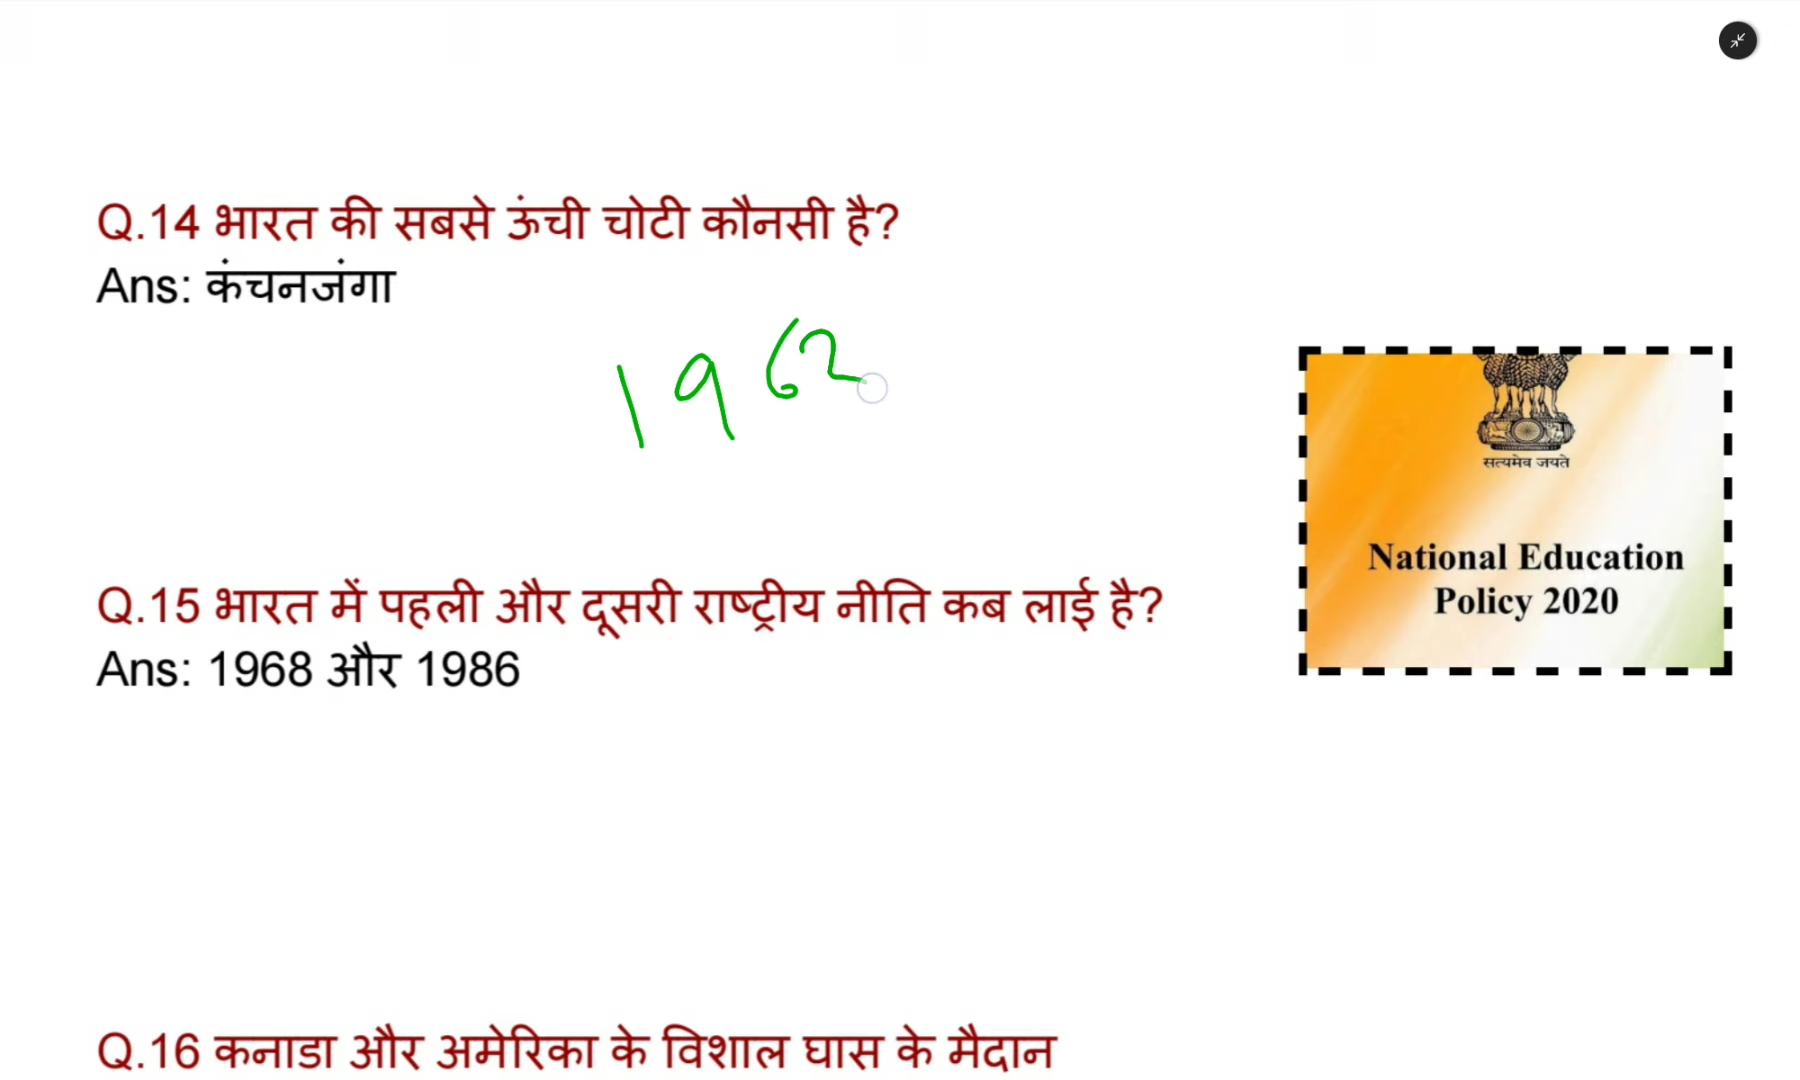 Q.14 भारत की सबसे ऊंची चोटी कौनसी है?
Ans: कंचनजंगा
1962
सत्यमेव जयते
National Education
Policy 2020
Q.15 भारत में पहली और दूसरी राष्ट्रीय नीति कब लाई है?
Ans: 1968 और 1986
Q.16 कनाडा और अमेरिका के विशाल घास के मैदान